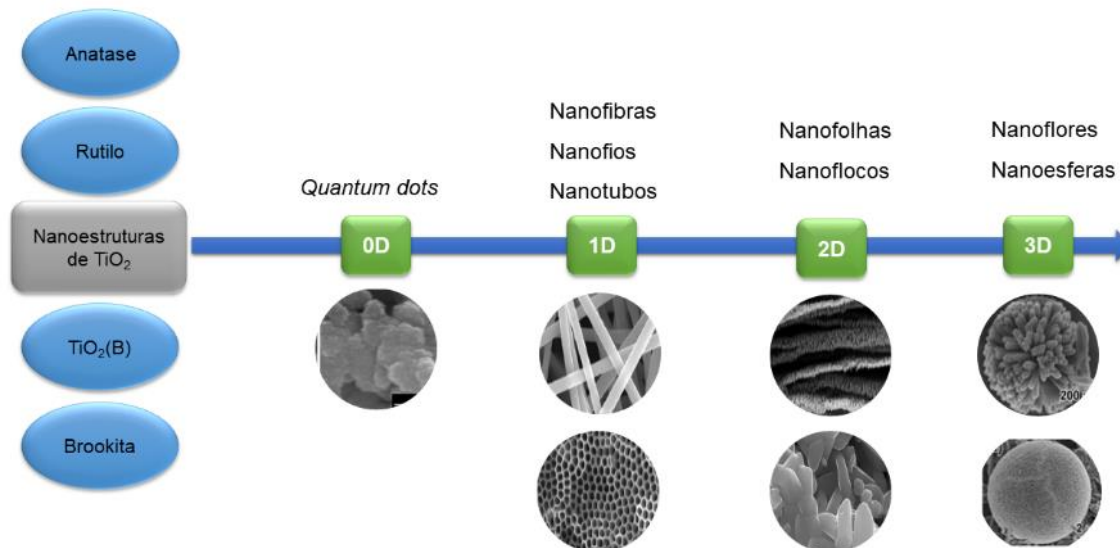 Anatase
Rutilo
Nanoestruturas
de TiO₂
TiO₂(B)
Brookita
Quantum dots
0D
Nanofibras
Nanofios
Nanotubos
1D
Nanofolhas
Nanoflocos
2D
Nanoflores
Nanoesferas
3D